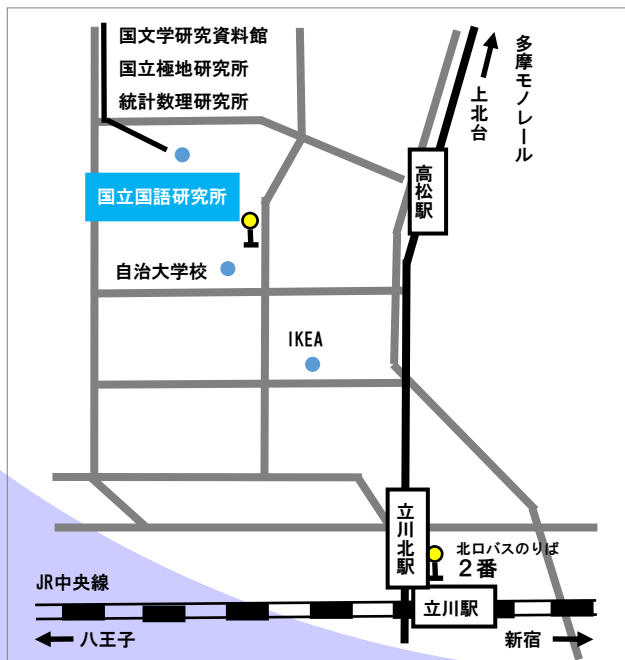 国文学研究資料館
国立極地研究所
統計数理研究所
多摩モノレール
上北台
高松駅
国立国語研究所
自治大学校
IKEA
立川北駅
北口バスのりば
2番
JR中央線
立川駅
八王子
新宿